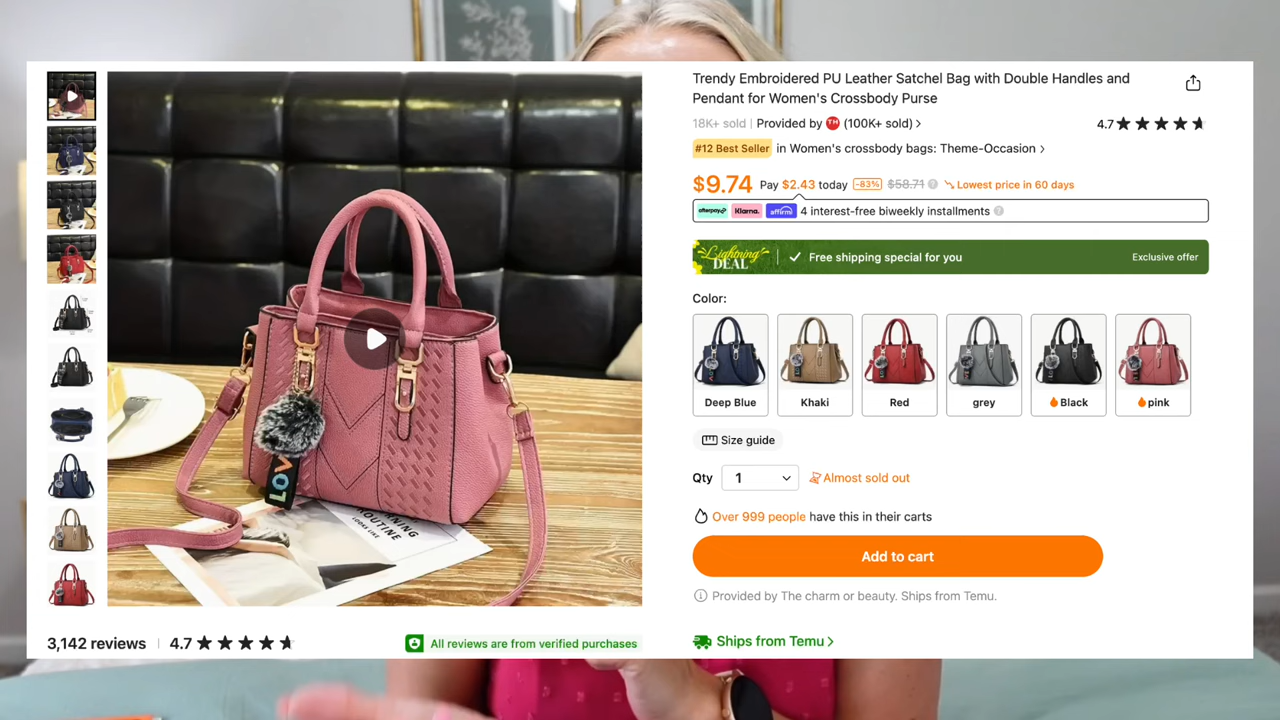 Trendy Embroidered PU Leather Satchel Bag with Double Handles and
Pendant for Women's Crossbody Purse
18K+ sold | Provided by TH (100K+ sold) >
4.7
#12 Best Seller in Women's crossbody bags: Theme-Occasion >
$9.74 Pay $2.43 today -83% $58.71 ? Lowest price in 60 days
afterpay Klarna. affirm 4 interest-free biweekly installments ?
Lightning DEAL Free shipping special for you Exclusive offer
Color:
Deep Blue Khaki Red grey Black pink
Size guide
Qty 1 Almost sold out
Over 999 people have this in their carts
Add to cart
Provided by The charm or beauty. Ships from Temu.
Ships from Temu >
LOV
ROUTINE
LOOKS LIKE
3,142 reviews | 4.7
All reviews are from verified purchases